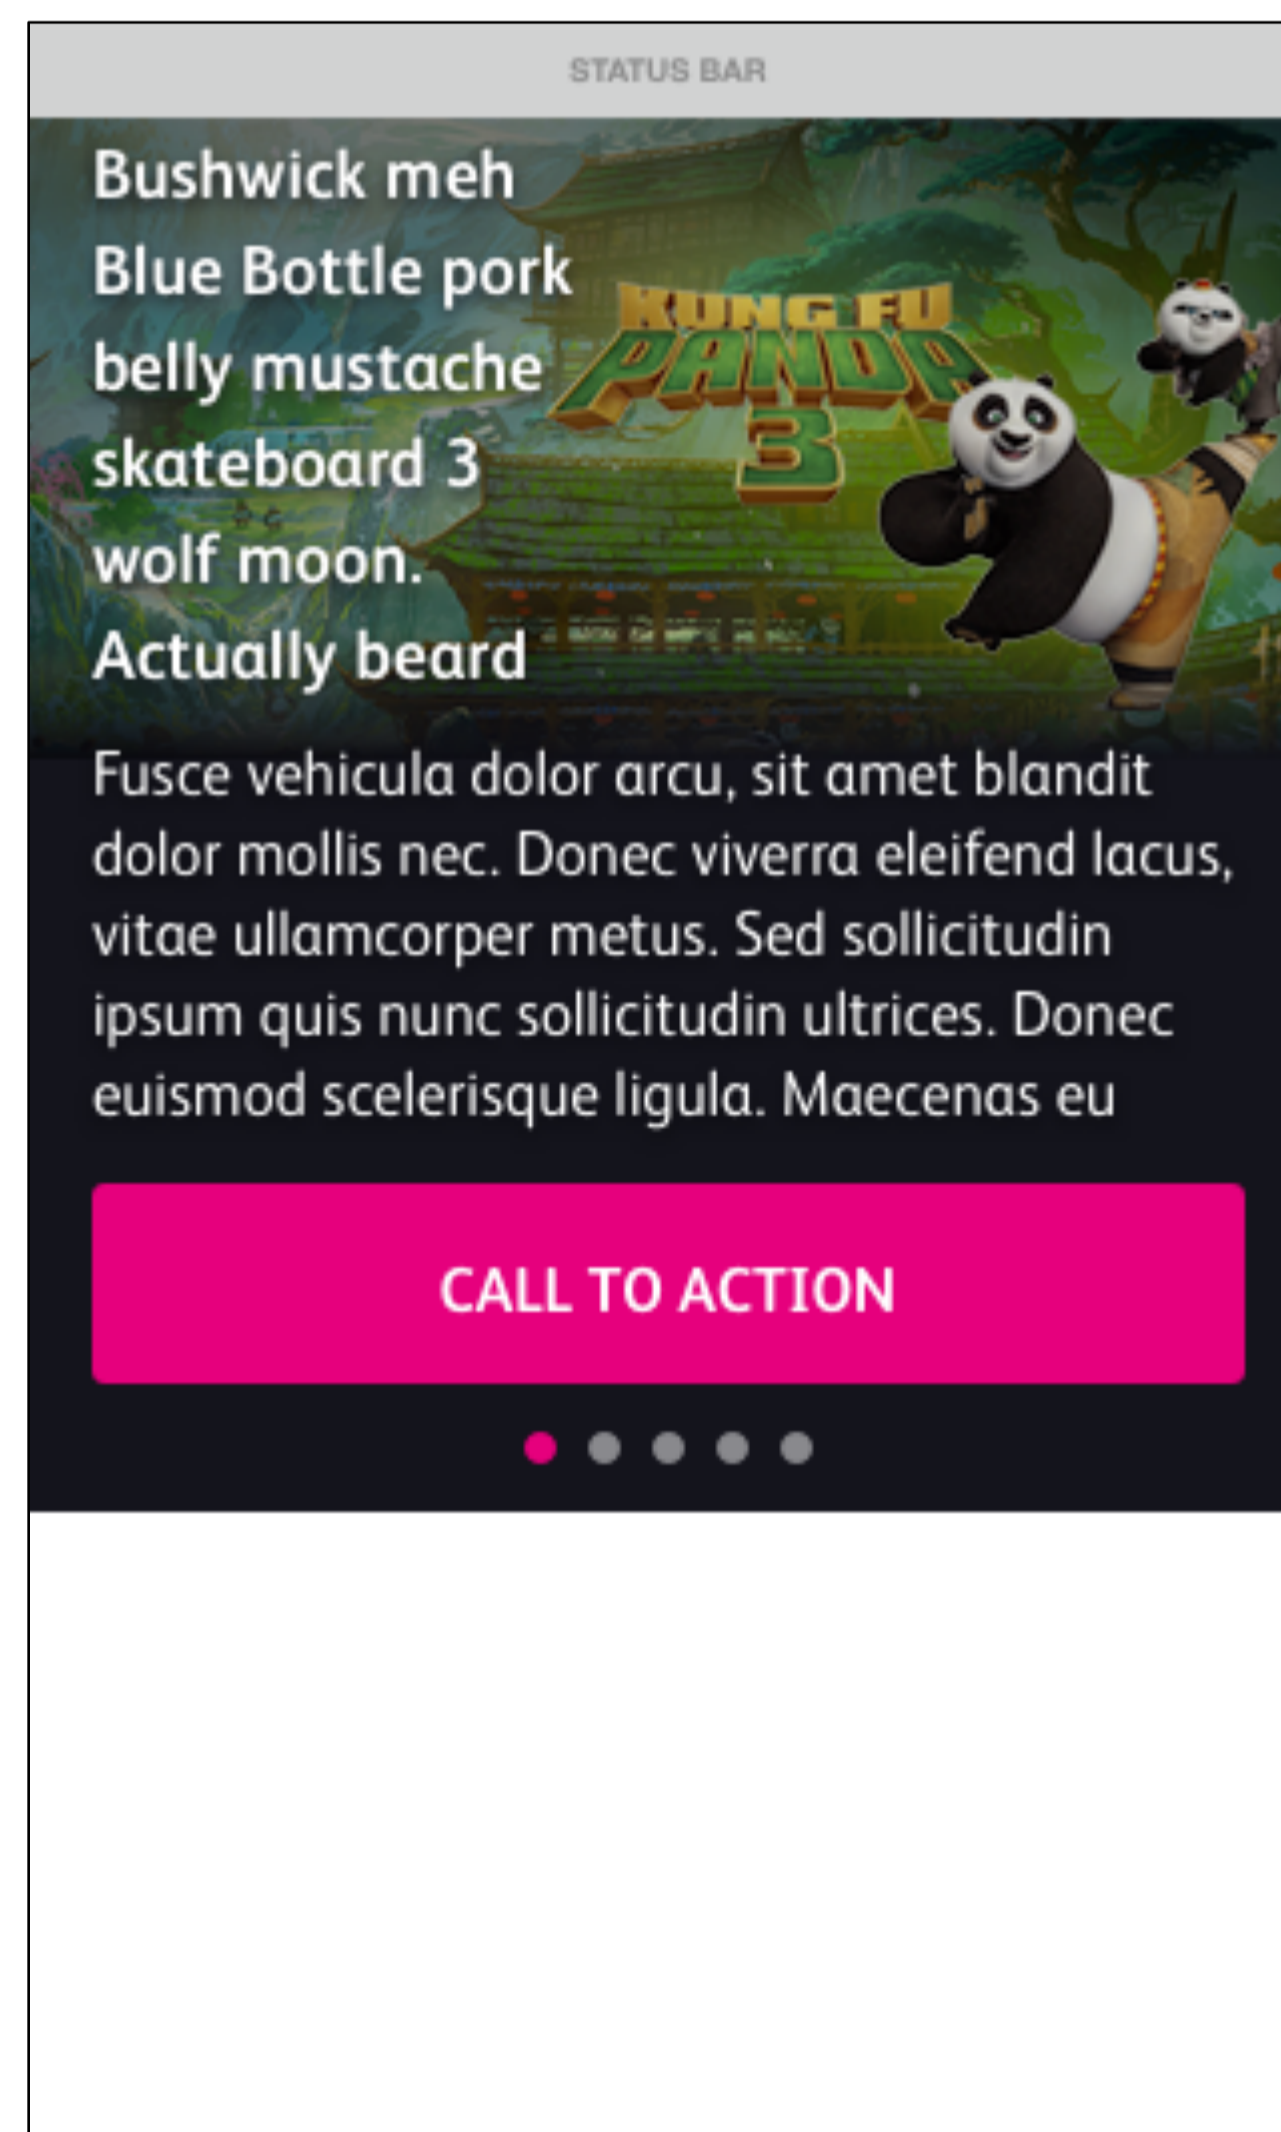 STATUS BAR
Bushwick meh
Blue Bottle pork
belly mustache
skateboard 3
wolf moon.
Actually beard
KUNG FU
PANDA
3
Fusce vehicula dolor arcu, sit amet blandit
dolor mollis nec. Donec viverra eleifend lacus,
vitae ullamcorper metus. Sed sollicitudin
ipsum quis nunc sollicitudin ultrices. Donec
euismod scelerisque ligula. Maecenas eu
CALL TO ACTION